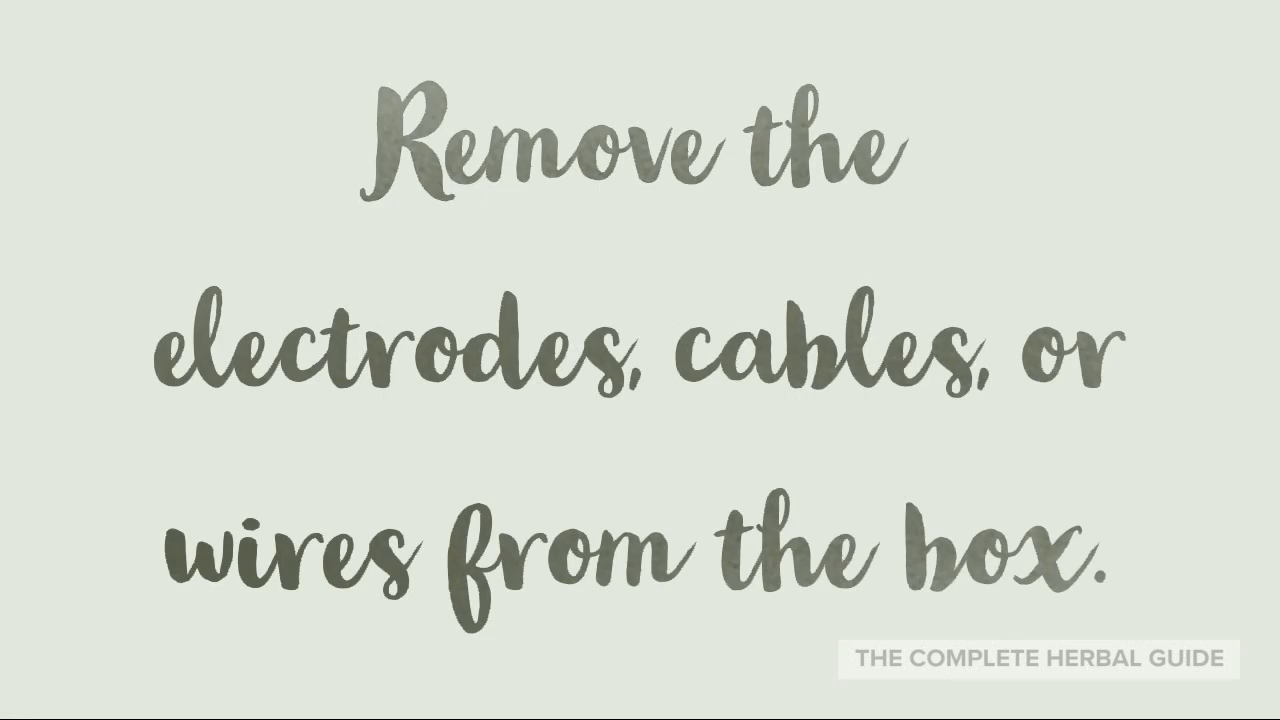 Remove the
electrodes, cables, or
wires from the box.
THE COMPLETE HERBAL GUIDE